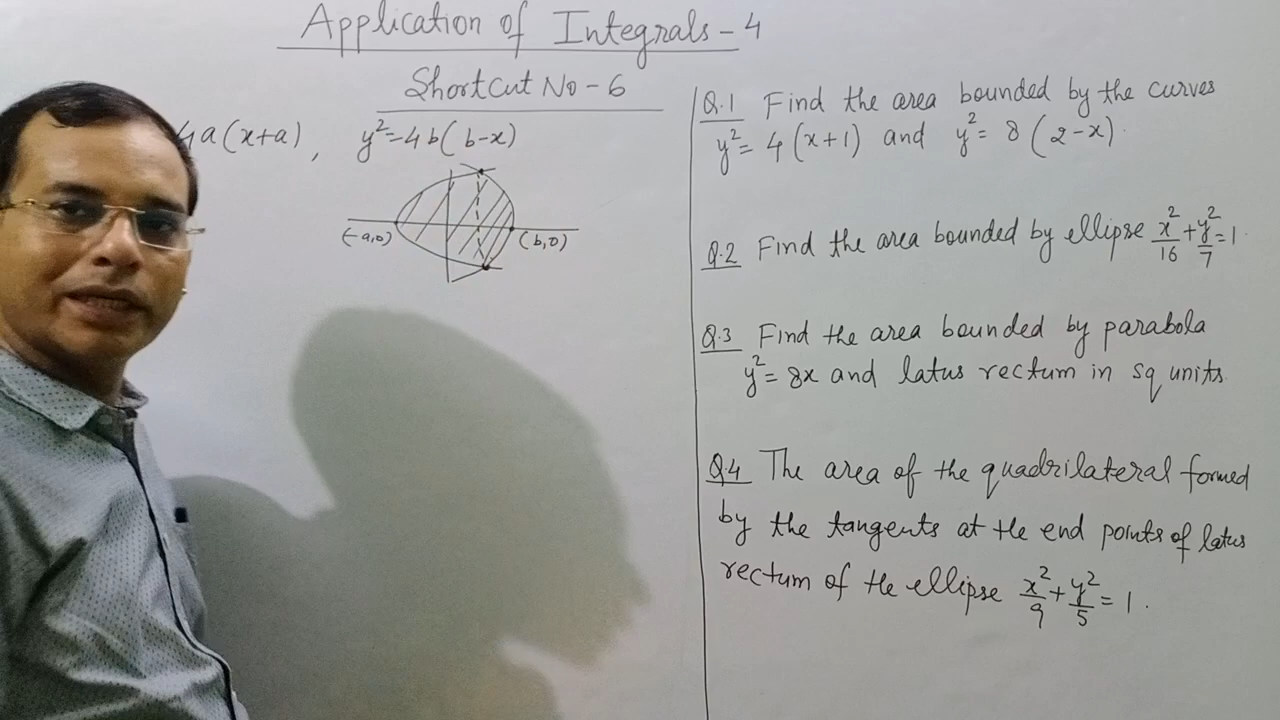 Application of Integrals - 4
Shortcut No - 6
4a(x+a), y²=4b(b-x)
(-a,0)
(b,0)
Q.1 Find the area bounded by the curves
y²= 4(x+1) and y²= 8(2-x).
Q.2 Find the area bounded by ellipse x²/16+y²/7=1.
Q.3 Find the area bounded by parabola
y²= 8x and latus rectum in sq units.
Q.4 The area of the quadrilateral formed
by the tangents at the end points of latus
rectum of the ellipse x²/9+y²/5=1.